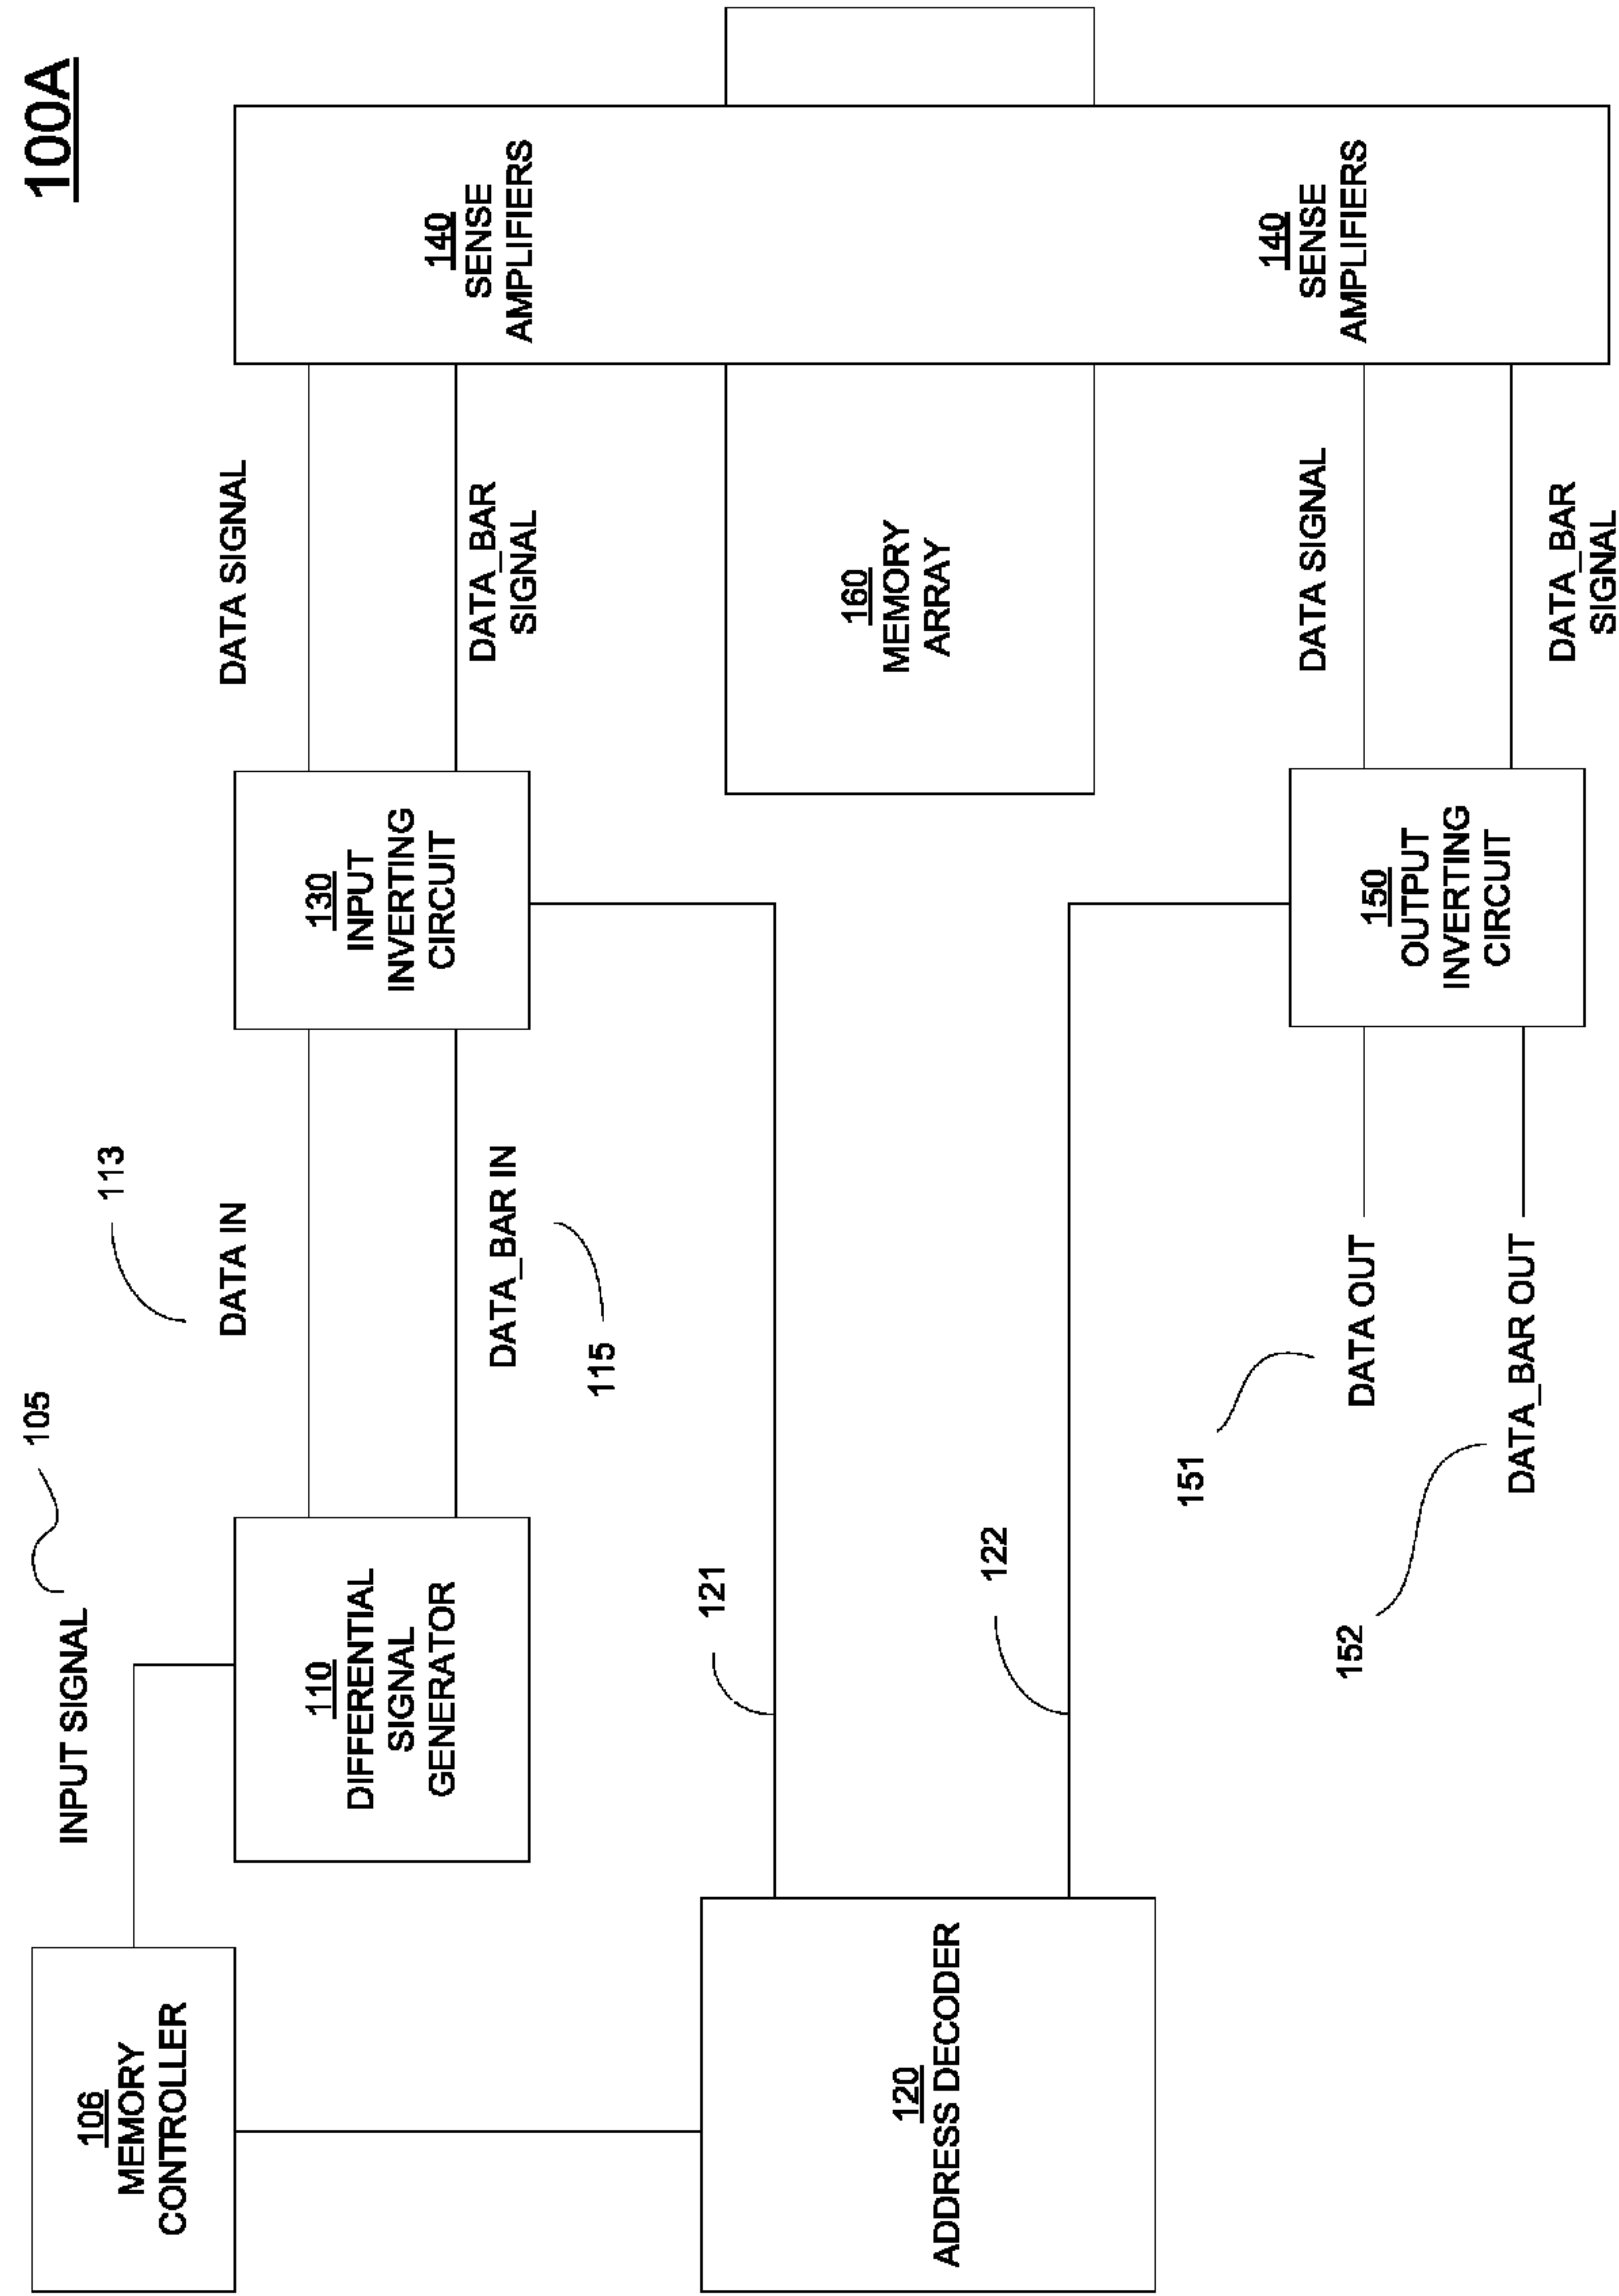 100A
106
MEMORY
CONTROLLER
INPUT SIGNAL
105
110
DIFFERENTIAL
SIGNAL
GENERATOR
113
DATA IN
DATA_BAR IN
115
130
INPUT
INVERTING
CIRCUIT
DATA SIGNAL
DATA_BAR
SIGNAL
140
SENSE
AMPLIFIERS
120
ADDRESS DECODER
121
122
160
MEMORY
ARRAY
151
DATA OUT
152
DATA_BAR OUT
150
OUTPUT
INVERTING
CIRCUIT
DATA SIGNAL
DATA_BAR
SIGNAL
140
SENSE
AMPLIFIERS